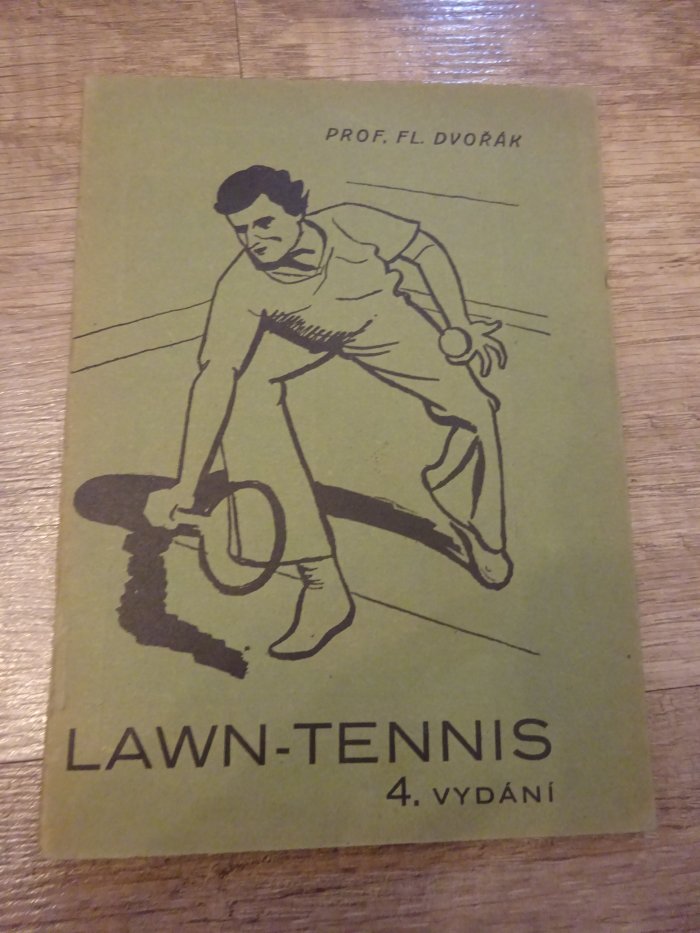 PROF. FL. DVOŘÁK
LAWN-TENNIS
4. VYDÁNÍ